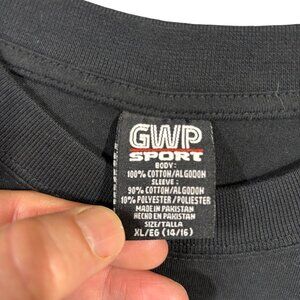 GWP
SPORT
BODY:
100% COTTON/ALGODON
SLEEVE:
90% COTTON/ALGODON
10% POLYESTER/POLIESTER
MADE IN PAKISTAN
HECHO EN PAKISTAN
SIZE/TALLA
XL/EG (14/16)